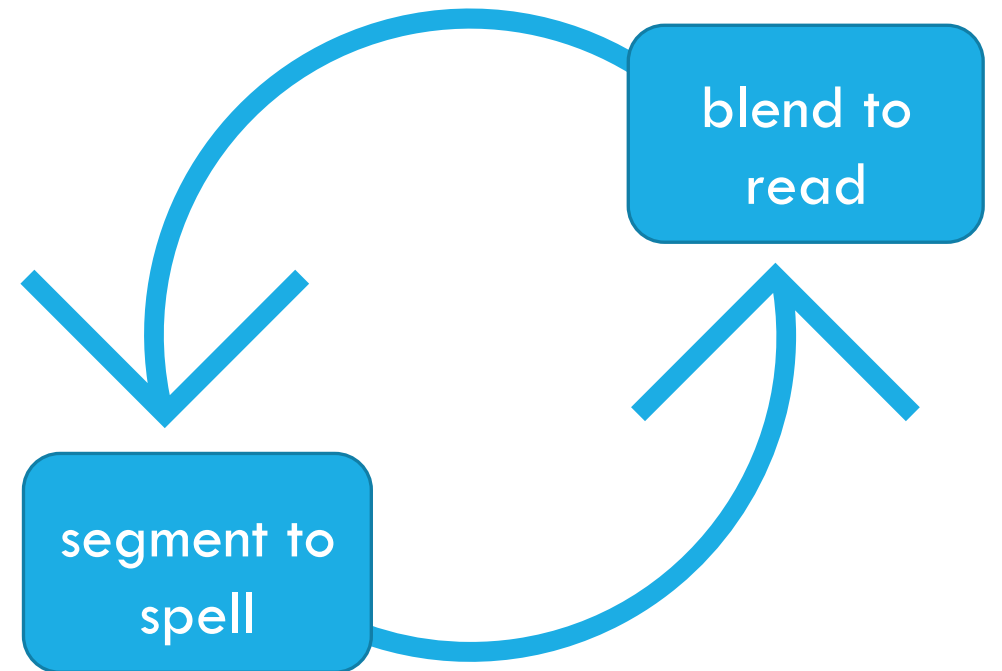 blend to
read
segment to
spell